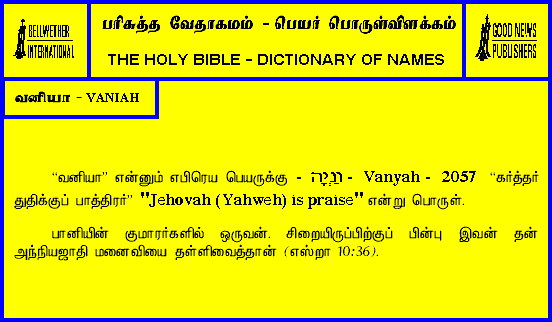 BELLWETHER
INTERNATIONAL
பரிசுத்த வேதாகமம் - பெயர் பொருள்விளக்கம்
THE HOLY BIBLE - DICTIONARY OF NAMES
GOOD NEWS
PUBLISHERS
வனியா - VANIAH
“வனியா” என்னும் எபிரெய பெயருக்கு - וַנְיָה - Vanyah - 2057 “கர்த்தர்
துதிக்குப் பாத்திரர்” "Jehovah (Yahweh) is praise" என்று பொருள்.
பானியின் குமாரர்களில் ஒருவன். சிறையிருப்பிற்குப் பின்பு இவன் தன்
அந்நியஜாதி மனைவியை தள்ளிவைத்தான் (எஸ்றா 10:36).